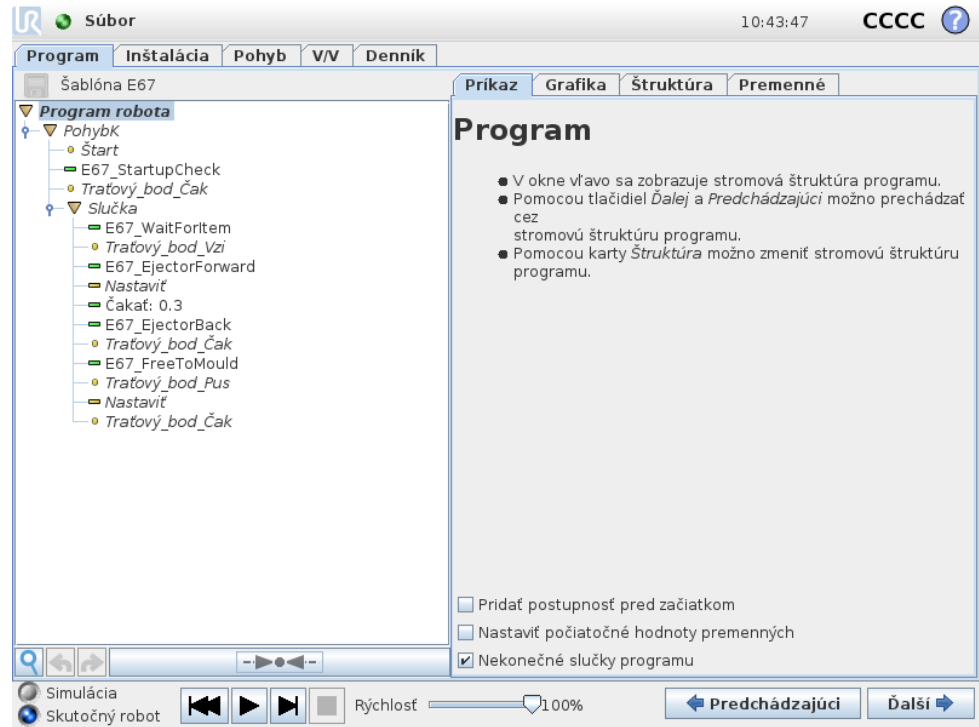 UR Súbor 10:43:47 CCCC ?
Program Inštalácia Pohyb V/V Denník
Šablóna E67
Príkaz Grafika Štruktúra Premenné
Program robota
PohybK
Štart
E67_StartupCheck
Traťový_bod_Čak
Slučka
E67_WaitForItem
Traťový_bod_Vzi
E67_EjectorForward
Nastaviť
Čakať: 0.3
E67_EjectorBack
Traťový_bod_Čak
E67_FreeToMould
Traťový_bod_Pus
Nastaviť
Traťový_bod_Čak
Program
V okne vľavo sa zobrazuje stromová štruktúra programu.
Pomocou tlačidiel Ďalej a Predchádzajúci možno prechádzať
cez
stromovú štruktúru programu.
Pomocou karty Štruktúra možno zmeniť stromovú štruktúru
programu.
Pridať postupnosť pred začiatkom
Nastaviť počiatočné hodnoty premenných
Nekonečné slučky programu
Simulácia
Skutočný robot
Rýchlosť 100%
Predchádzajúci Ďalší